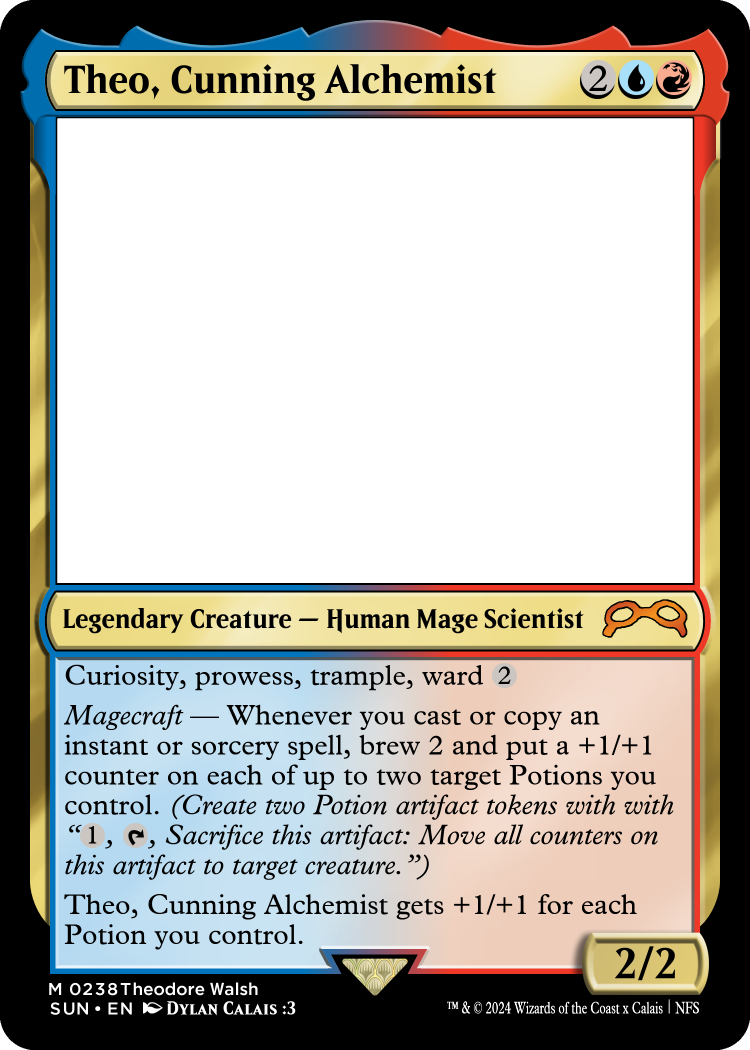 Theo, Cunning Alchemist 2
Legendary Creature — Human Mage Scientist
Curiosity, prowess, trample, ward 2
Magecraft — Whenever you cast or copy an
instant or sorcery spell, brew 2 and put a +1/+1
counter on each of up to two target Potions you
control. (Create two Potion artifact tokens with with
“1, , Sacrifice this artifact: Move all counters on
this artifact to target creature.”)
Theo, Cunning Alchemist gets +1/+1 for each
Potion you control.
2/2
M 0238 Theodore Walsh
SUN • EN Dylan Calais :3
™ & © 2024 Wizards of the Coast x Calais | NFS